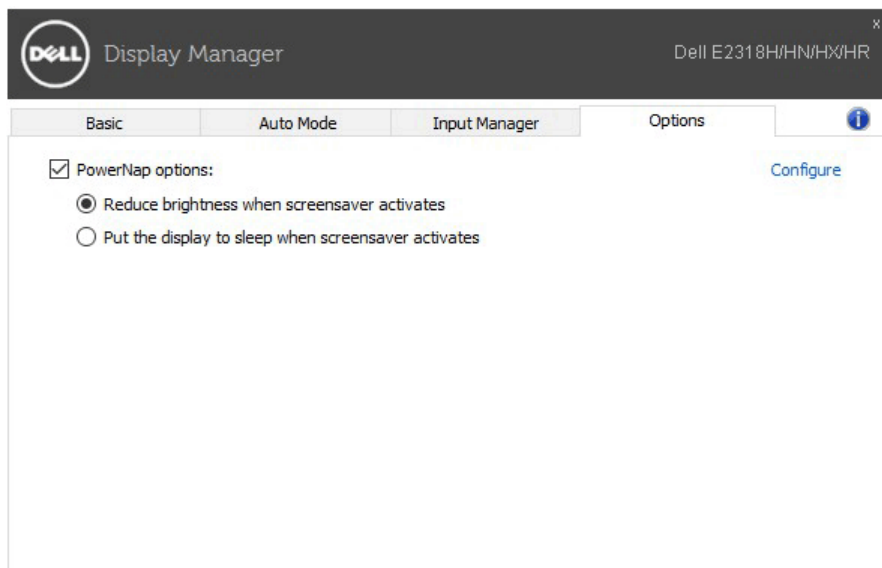 x
DELL Display Manager Dell E2318H/HN/HX/HR
Basic Auto Mode Input Manager Options i
PowerNap options: Configure
Reduce brightness when screensaver activates
Put the display to sleep when screensaver activates